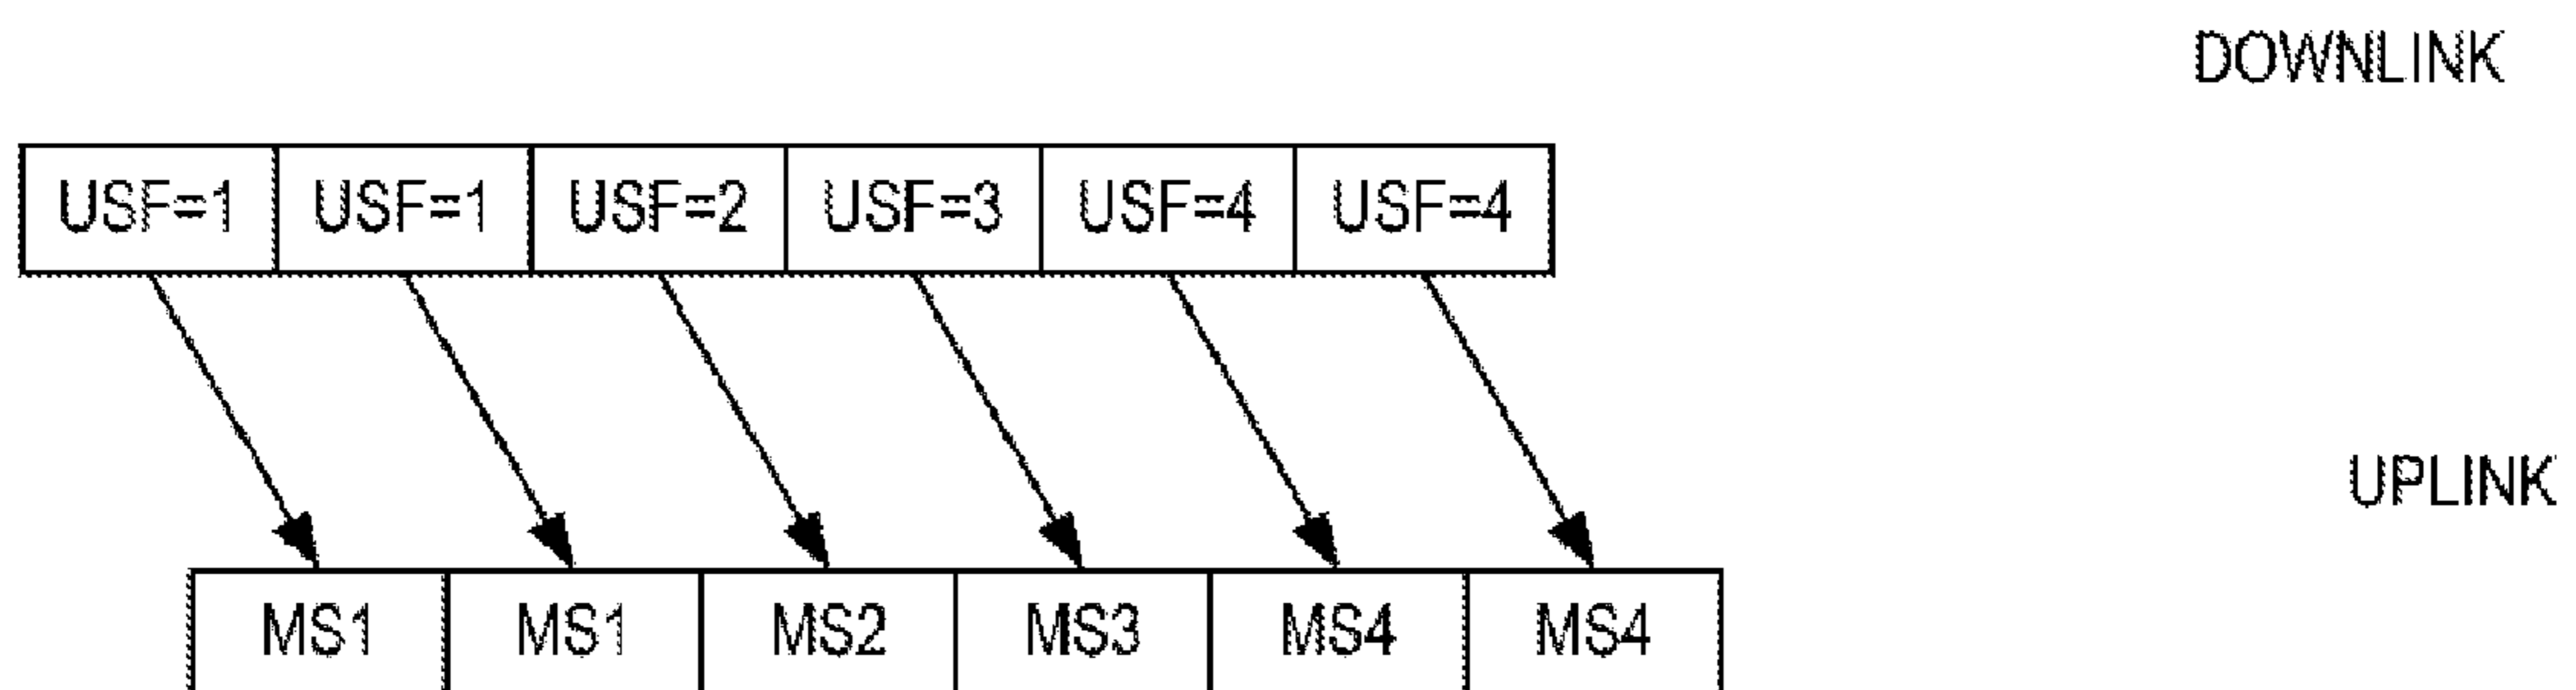 DOWNLINK
USF=1 USF=1 USF=2 USF=3 USF=4 USF=4
UPLINK
MS1 MS1 MS2 MS3 MS4 MS4